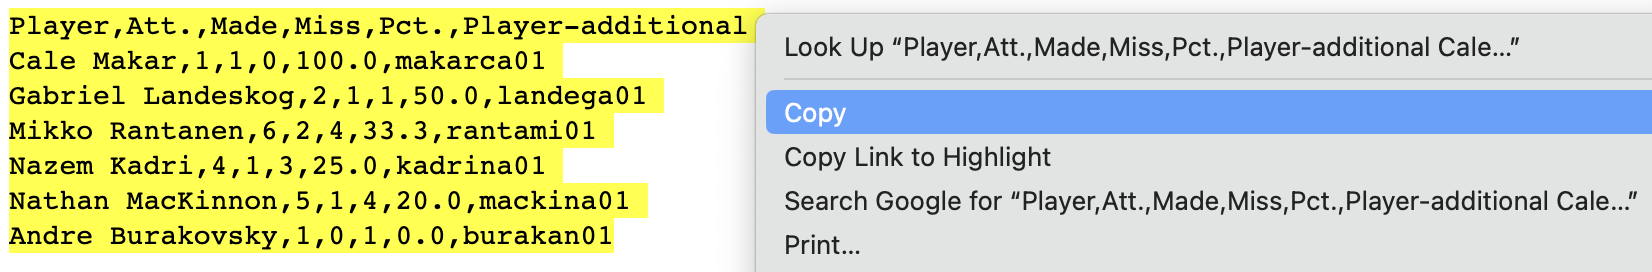 Player,Att.,Made,Miss,Pct.,Player-additional
Cale Makar,1,1,0,100.0,makarca01
Gabriel Landeskog,2,1,1,50.0,landega01
Mikko Rantanen,6,2,4,33.3,rantami01
Nazem Kadri,4,1,3,25.0,kadrina01
Nathan MacKinnon,5,1,4,20.0,mackina01
Andre Burakovsky,1,0,1,0.0,burakan01
Look Up “Player,Att.,Made,Miss,Pct.,Player-additional Cale...”
Copy
Copy Link to Highlight
Search Google for “Player,Att.,Made,Miss,Pct.,Player-additional Cale...”
Print...